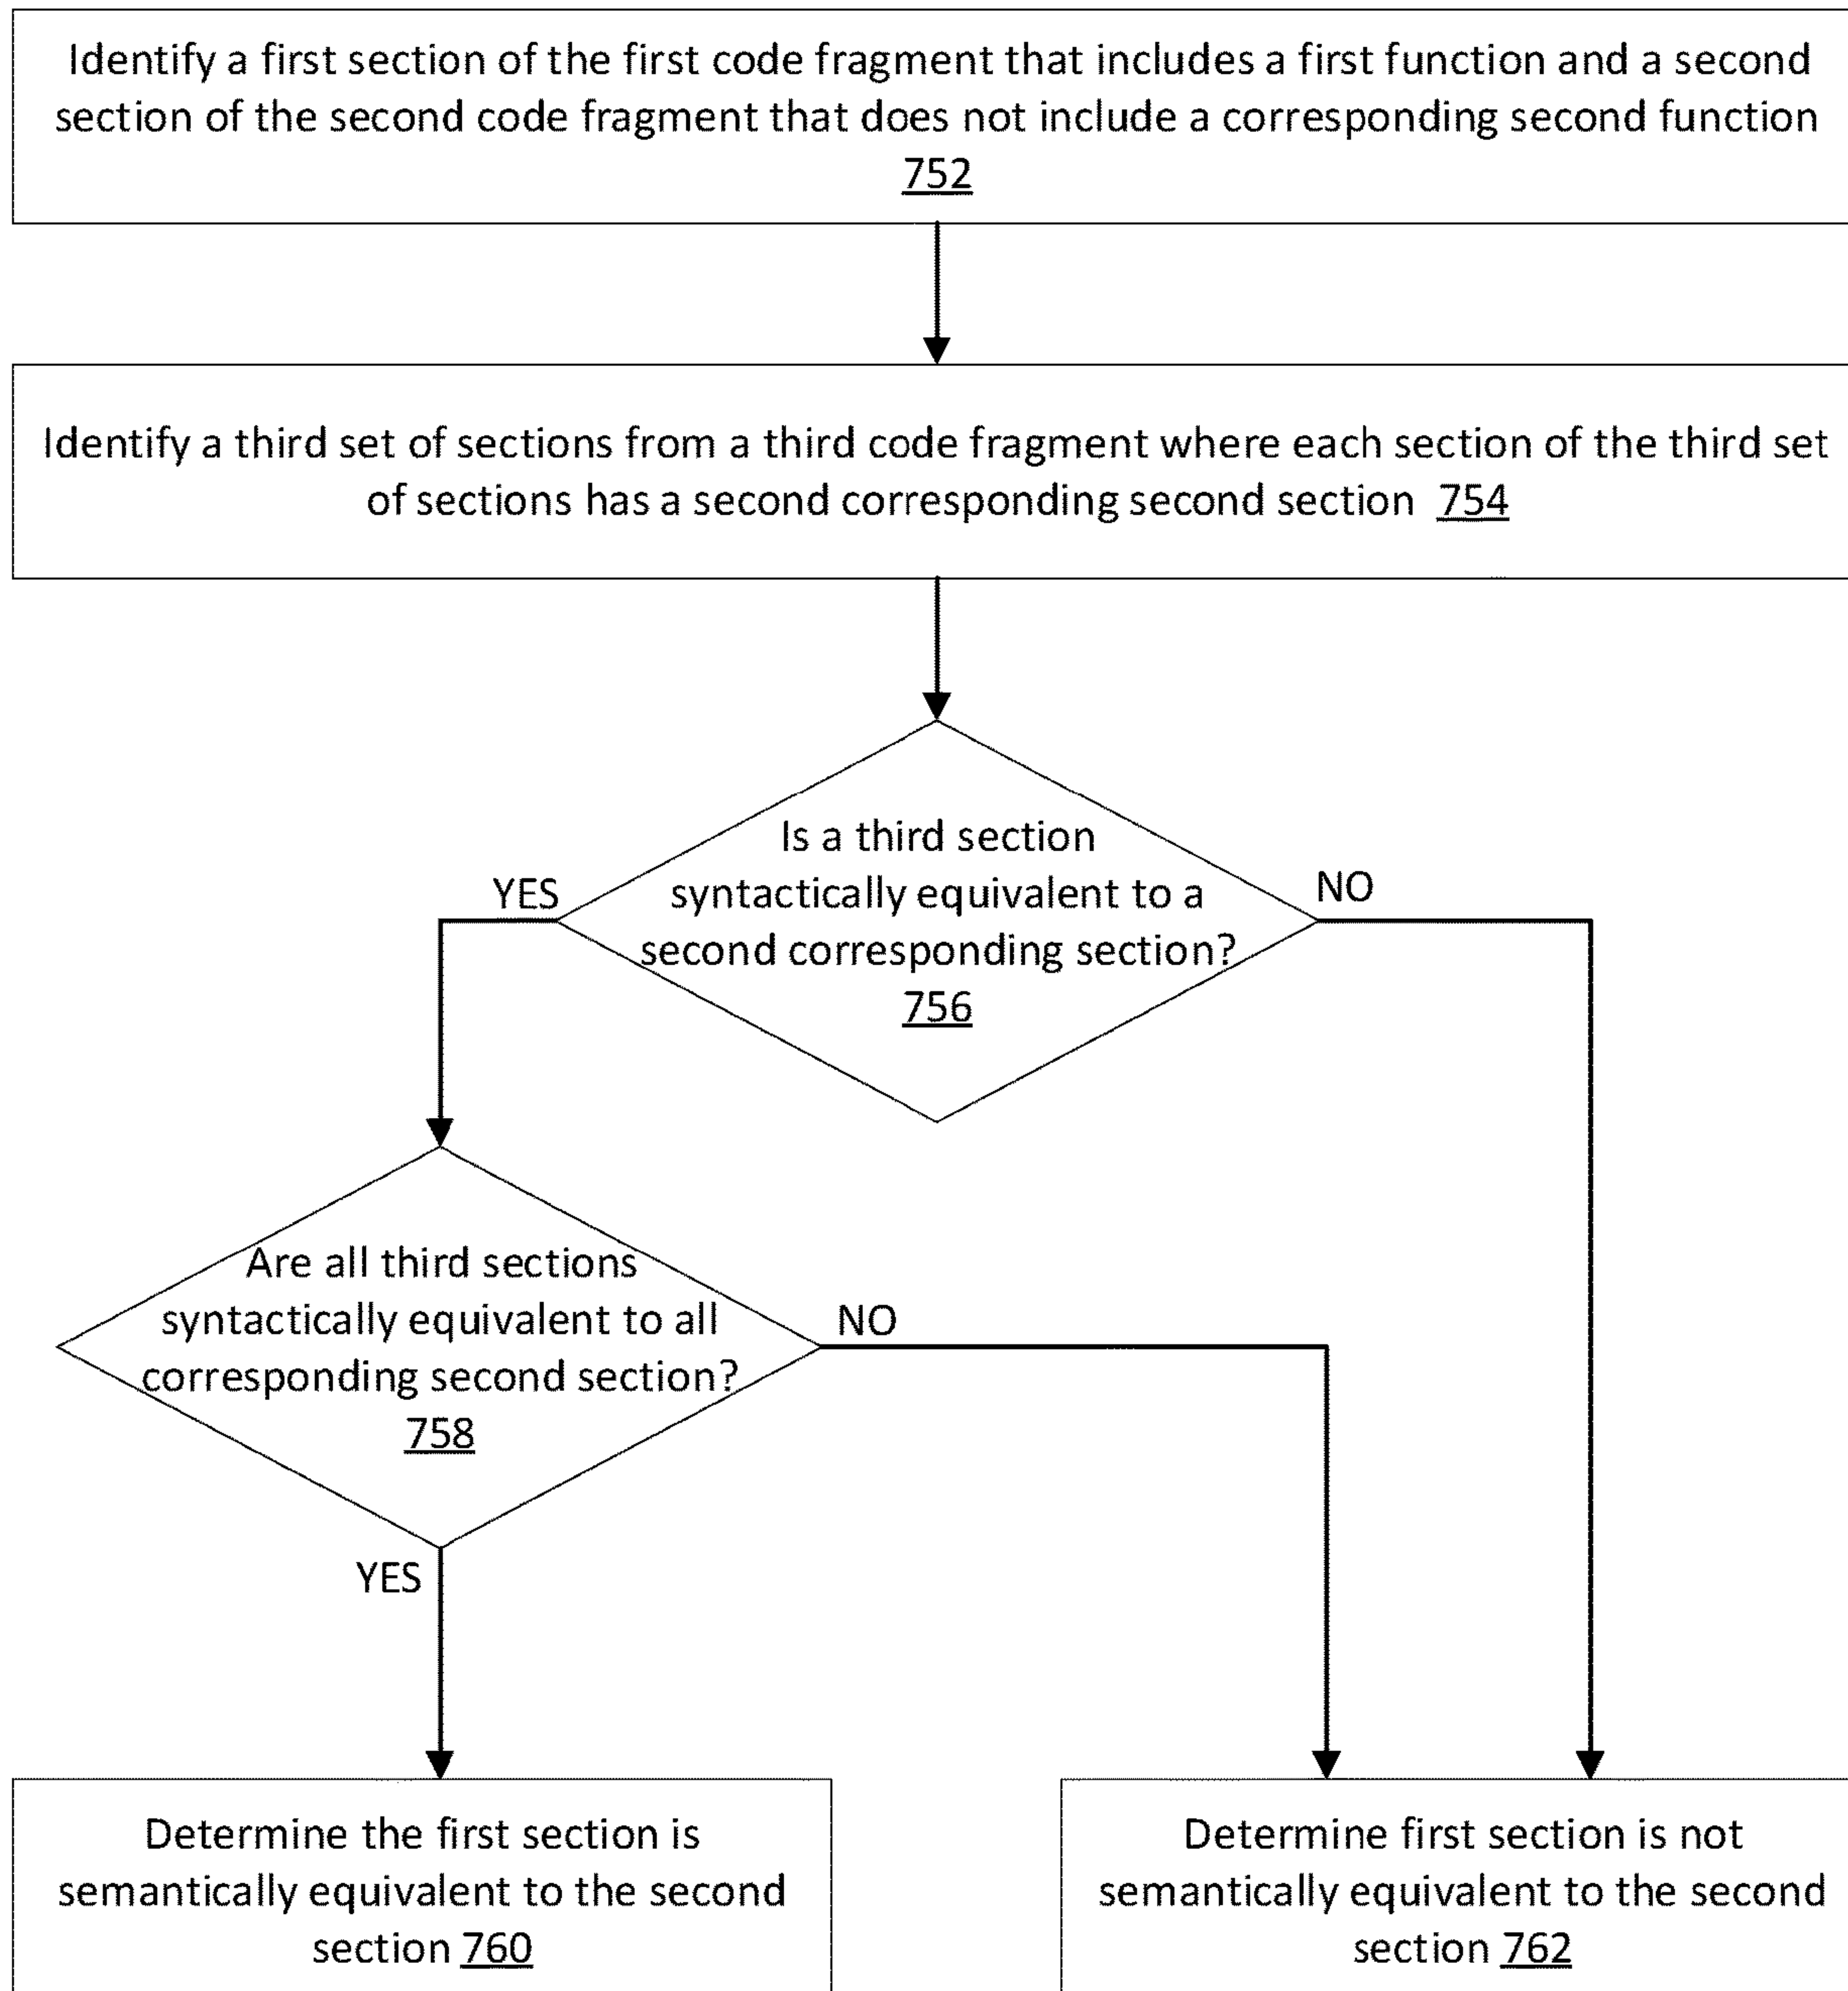 Identify a first section of the first code fragment that includes a first function and a second
section of the second code fragment that does not include a corresponding second function
752
Identify a third set of sections from a third code fragment where each section of the third set
of sections has a second corresponding second section 754
Is a third section
syntactically equivalent to a
second corresponding section?
756
YES
NO
Are all third sections
syntactically equivalent to all
corresponding second section?
758
NO
YES
Determine the first section is
semantically equivalent to the second
section 760
Determine first section is not
semantically equivalent to the second
section 762